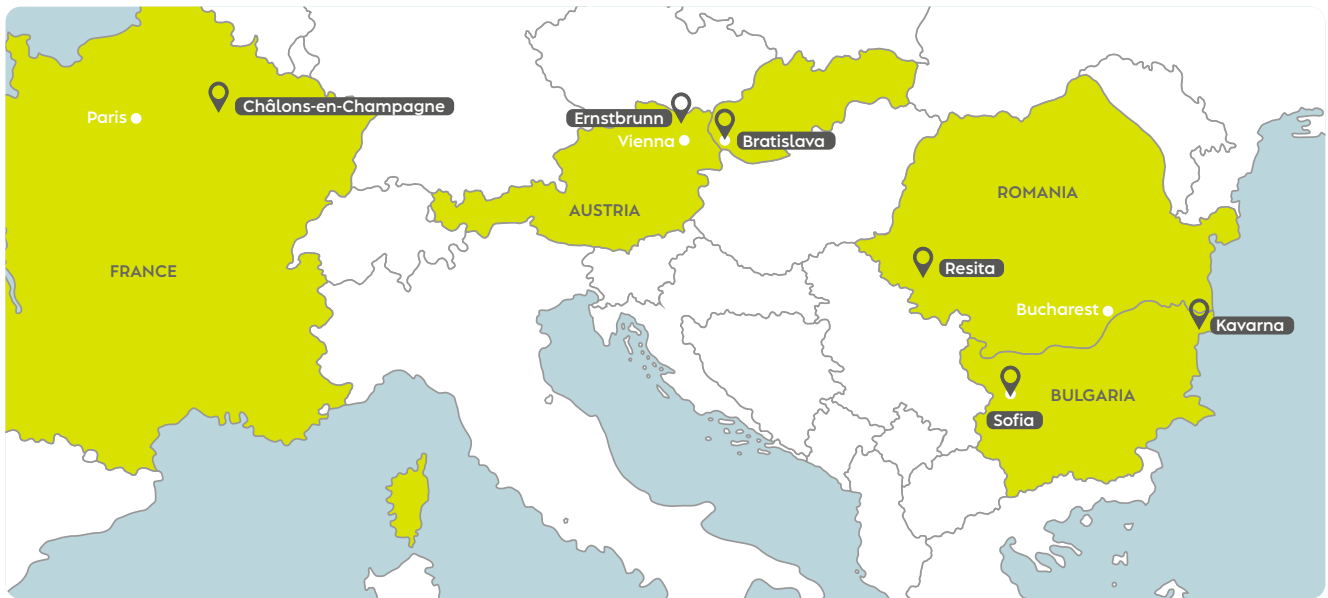 Châlons-en-Champagne
Paris
Ernstbrunn
Vienna
Bratislava
AUSTRIA
ROMANIA
FRANCE
Resita
Bucharest
Kavarna
BULGARIA
Sofia